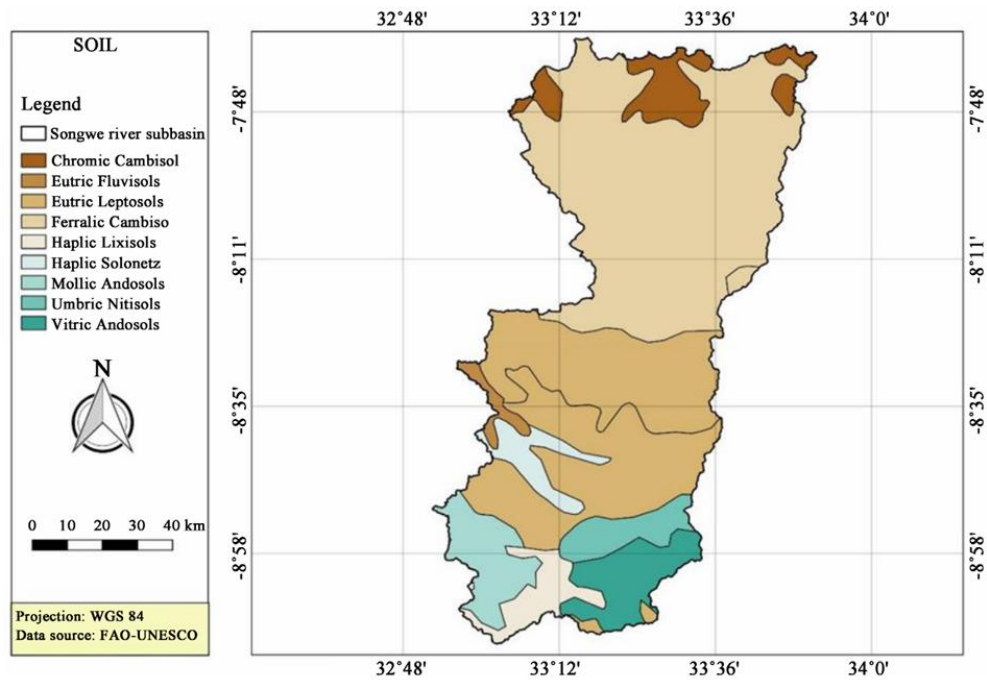 32°48' 33°12' 33°36' 34°0'
SOIL
Legend
Songwe river subbasin
Chromic Cambisol
Eutric Fluvisols
Eutric Leptosols
Ferralic Cambiso
Haplic Lixisols
Haplic Solonetz
Mollic Andosols
Umbric Nitisols
Vitric Andosols
N
0 10 20 30 40 km
Projection: WGS 84
Data source: FAO-UNESCO
-7°48'
-8°11'
-8°35'
-8°58'
-7°48'
-8°11'
-8°35'
-8°58'
32°48' 33°12' 33°36' 34°0'